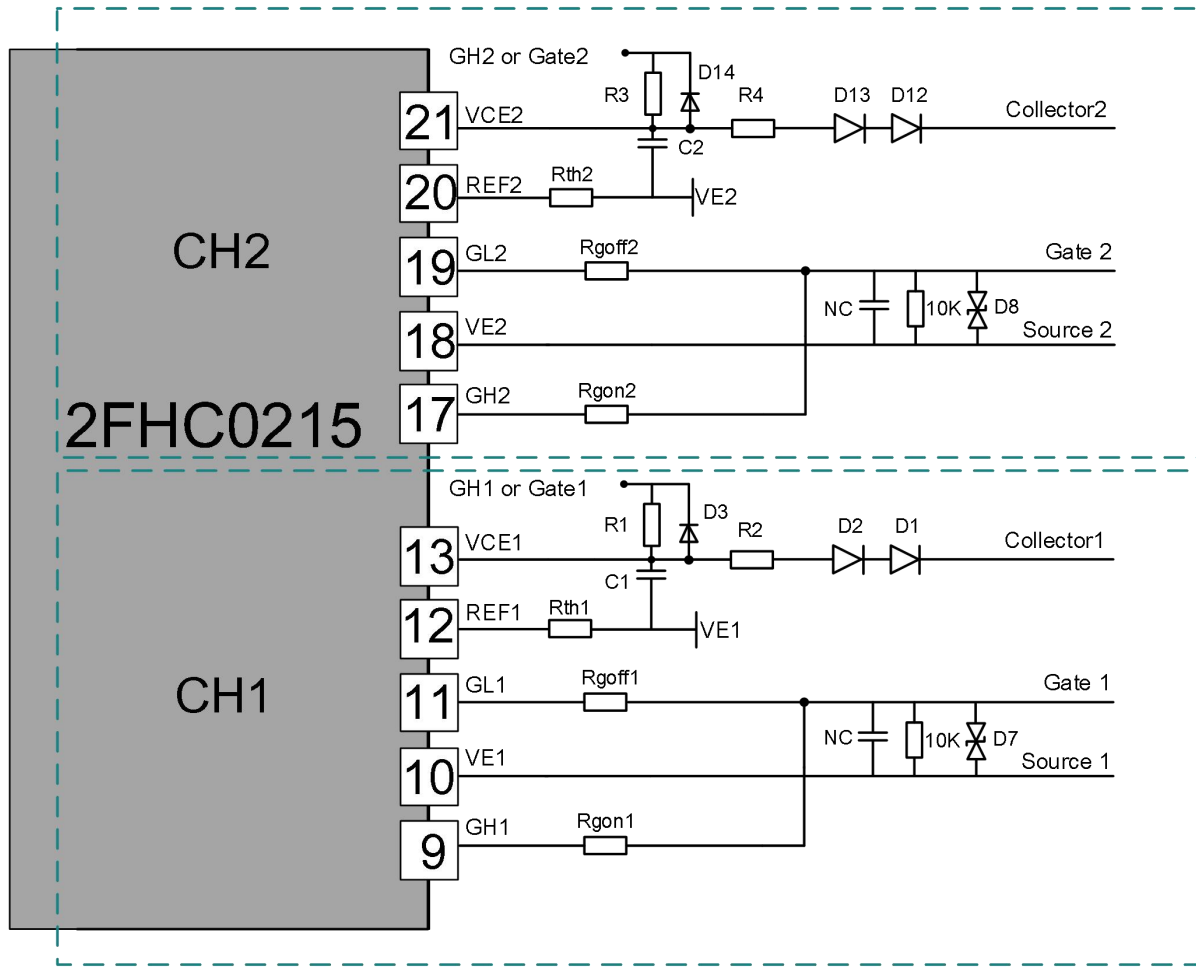 GH2 or Gate2
D14
R3
R4
D13
D12
Collector2
21
VCE2
C2
20
REF2
Rth2
VE2
CH2
19
GL2
Rgoff2
Gate 2
NC
10K
D8
18
VE2
Source 2
17
GH2
Rgon2
2FHC0215
GH1 or Gate1
D3
R1
R2
D2
D1
Collector1
13
VCE1
C1
12
REF1
Rth1
VE1
CH1
11
GL1
Rgoff1
Gate 1
NC
10K
D7
10
VE1
Source 1
9
GH1
Rgon1